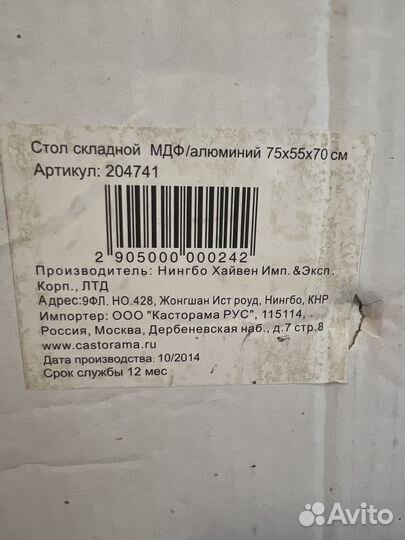 Стол складной МДФ/алюминий 75x55x70 см
Артикул: 204741
2 905000 000242
Производитель: Нингбо Хайвен Имп. &Эксп.
Корп., ЛТД
Адрес:9ФЛ. НО.428, Жонгшан Ист роуд, Нингбо, КНР
Импортер: ООО "Касторама РУС", 115114,
Россия, Москва, Дербеневская наб., д.7 стр.8
www.castorama.ru
Дата производства: 10/2014
Срок службы 12 мес
Avito